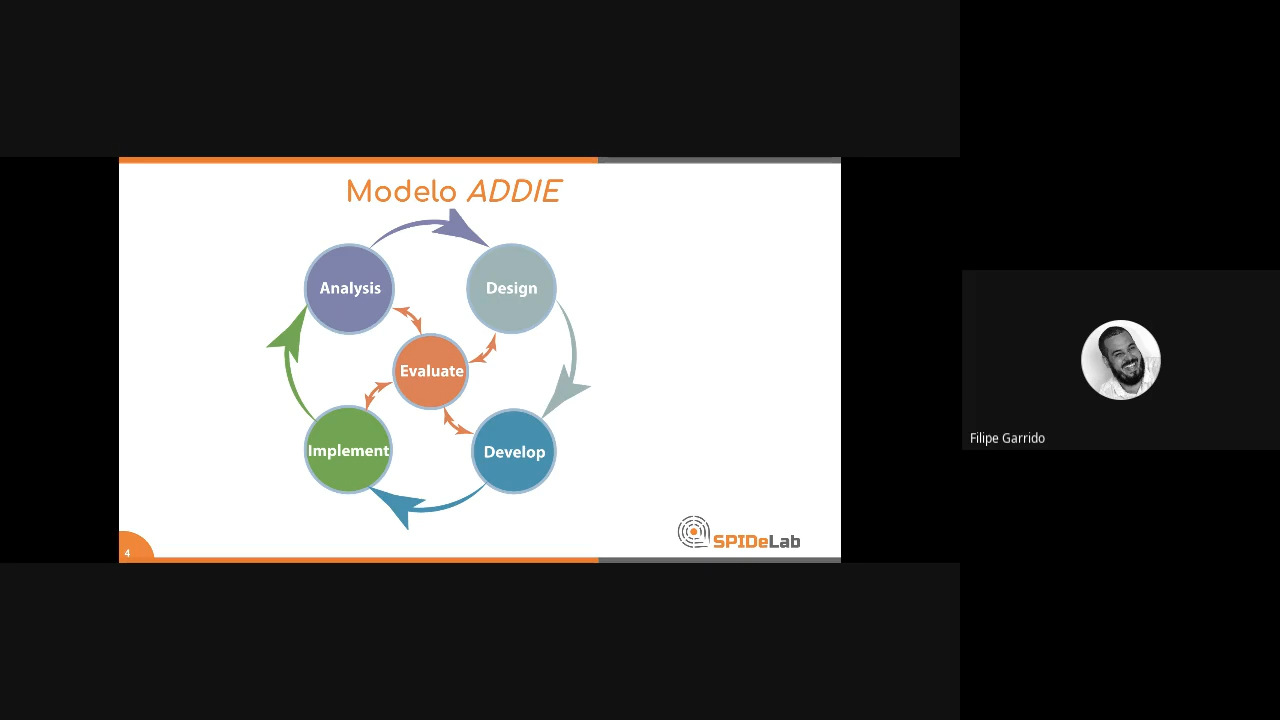 Modelo ADDIE
Analysis
Design
Evaluate
Implement
Develop
4
SPIDeLab
Filipe Garrido